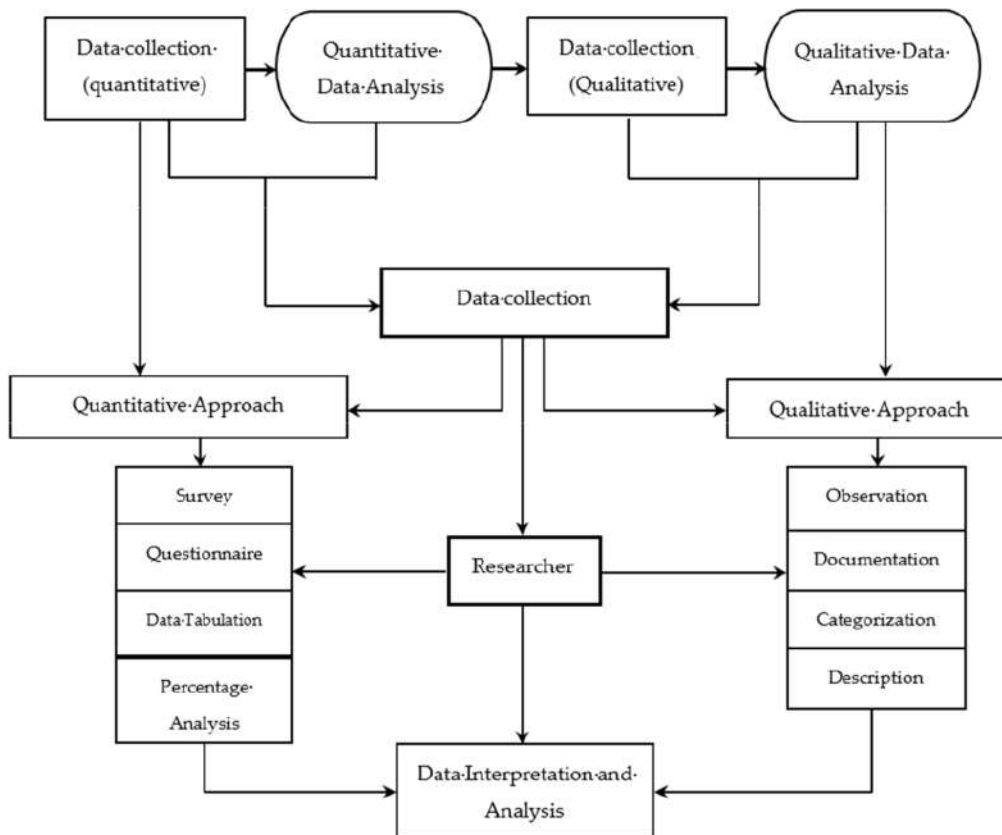 Data·collection·
(quantitative)
Quantitative·
Data·Analysis
Data·collection
(Qualitative)
Qualitative·Data·
Analysis
Data·collection
Quantitative·Approach
Qualitative·Approach
Survey
Questionnaire
Data·Tabulation
Percentage·
Analysis
Researcher
Observation
Documentation
Categorization
Description
Data·Interpretation·and·
Analysis